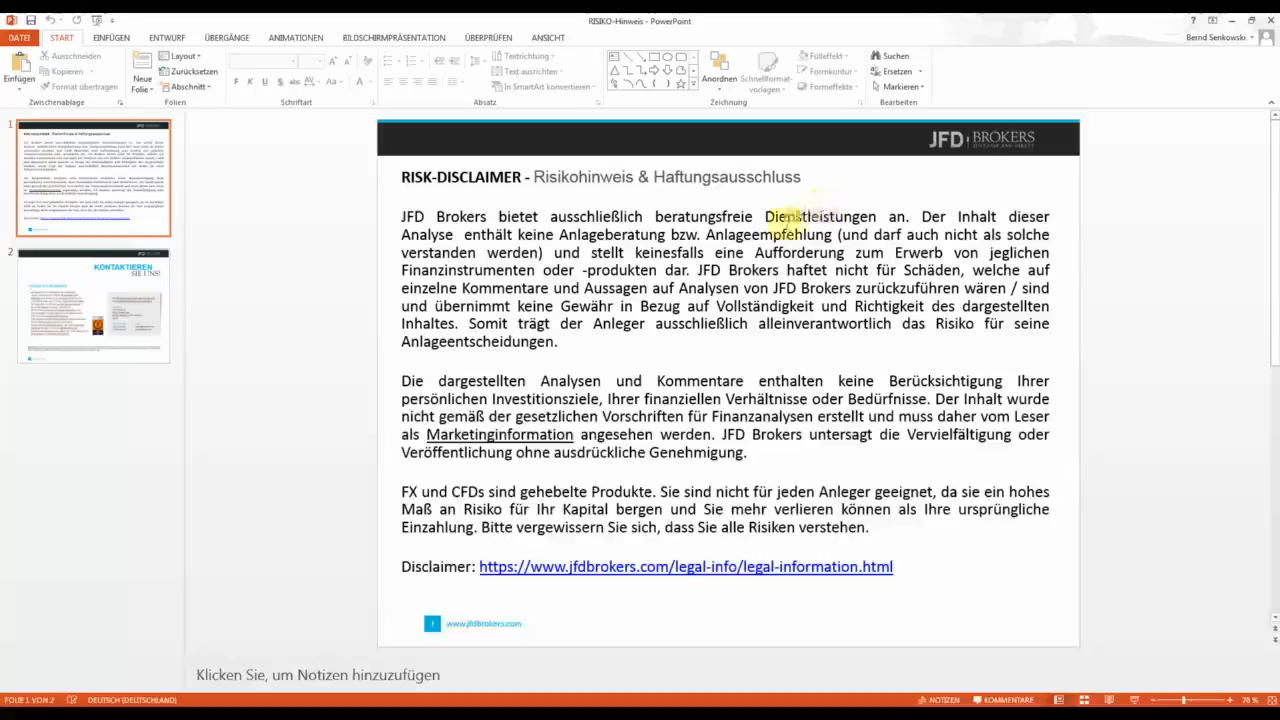 RISIKO-Hinweis - PowerPoint
DATEI START EINFÜGEN ENTWURF ÜBERGÄNGE ANIMATIONEN BILDSCHIRMPRÄSENTATION ÜBERPRÜFEN ANSICHT
Bernd Senkowski
Einfügen
Ausschneiden
Kopieren
Format übertragen
Zwischenablage
Neue
Folie
Layout
Zurücksetzen
Abschnitt
Folien
F K U S abc AV Aa A
Schriftart
Textrichtung
Text ausrichten
In SmartArt konvertieren
Absatz
Anordnen
Schnellformat-
vorlagen
Fülleffekt
Formkontur
Formeffekte
Zeichnung
Suchen
Ersetzen
Markieren
Bearbeiten
1
2
KONTAKTIEREN
SIE UNS!
JFD BROKERS
RISK-DISCLAIMER - Risikohinweis & Haftungsausschluss
JFD Brokers bietet ausschließlich beratungsfreie Dienstleistungen an. Der Inhalt dieser
Analyse enthält keine Anlageberatung bzw. Anlageempfehlung (und darf auch nicht als solche
verstanden werden) und stellt keinesfalls eine Aufforderung zum Erwerb von jeglichen
Finanzinstrumenten oder -produkten dar. JFD Brokers haftet nicht für Schäden, welche auf
einzelne Kommentare und Aussagen auf Analysen von JFD Brokers zurückzuführen wären / sind
und übernimmt keine Gewähr in Bezug auf Vollständigkeit und Richtigkeit des dargestellten
Inhaltes. Somit trägt der Anleger ausschließlich alleinverantwortlich das Risiko für seine
Anlageentscheidungen.
Die dargestellten Analysen und Kommentare enthalten keine Berücksichtigung Ihrer
persönlichen Investitionsziele, Ihrer finanziellen Verhältnisse oder Bedürfnisse. Der Inhalt wurde
nicht gemäß der gesetzlichen Vorschriften für Finanzanalysen erstellt und muss daher vom Leser
als Marketinginformation angesehen werden. JFD Brokers untersagt die Vervielfältigung oder
Veröffentlichung ohne ausdrückliche Genehmigung.
FX und CFDs sind gehebelte Produkte. Sie sind nicht für jeden Anleger geeignet, da sie ein hohes
Maß an Risiko für Ihr Kapital bergen und Sie mehr verlieren können als Ihre ursprüngliche
Einzahlung. Bitte vergewissern Sie sich, dass Sie alle Risiken verstehen.
Disclaimer: https://www.jfdbrokers.com/legal-info/legal-information.html
1 www.jfdbrokers.com
Klicken Sie, um Notizen hinzuzufügen
FOLIE 1 VON 2 DEUTSCH (DEUTSCHLAND) NOTIZEN KOMMENTARE 78 %